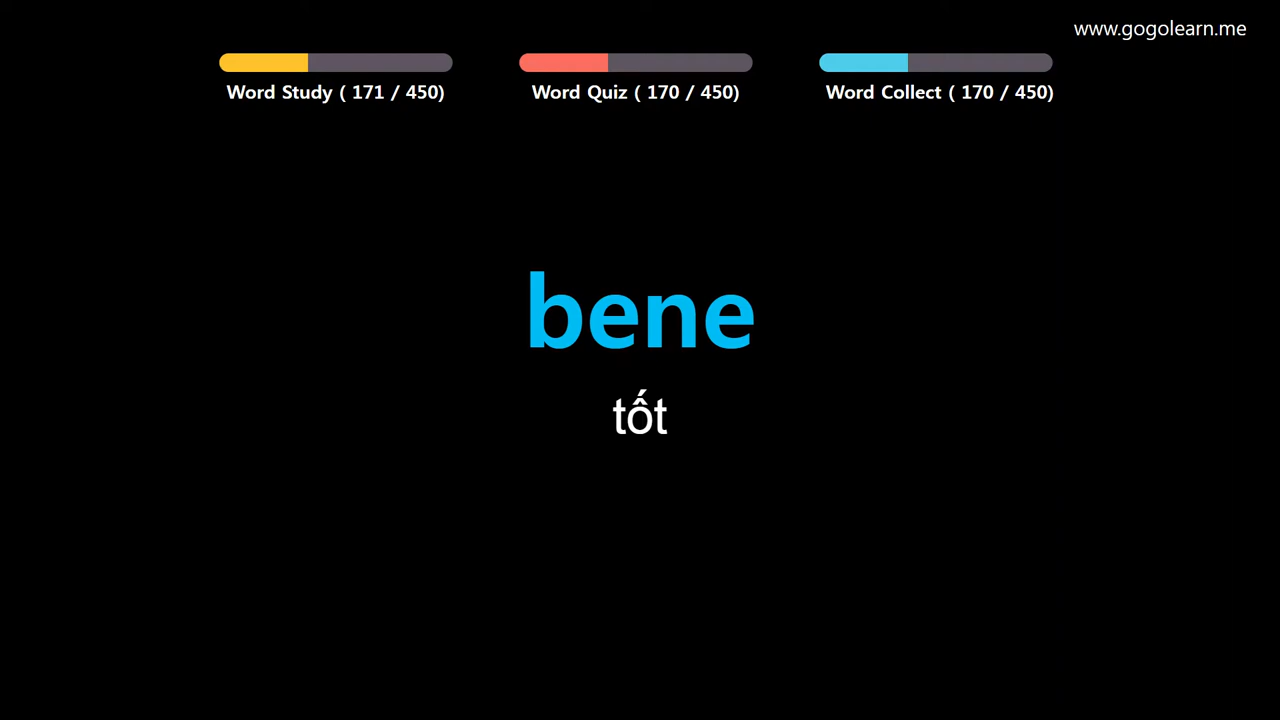 www.gogolearn.me
Word Study ( 171 / 450)
Word Quiz ( 170 / 450)
Word Collect ( 170 / 450)
bene
tốt